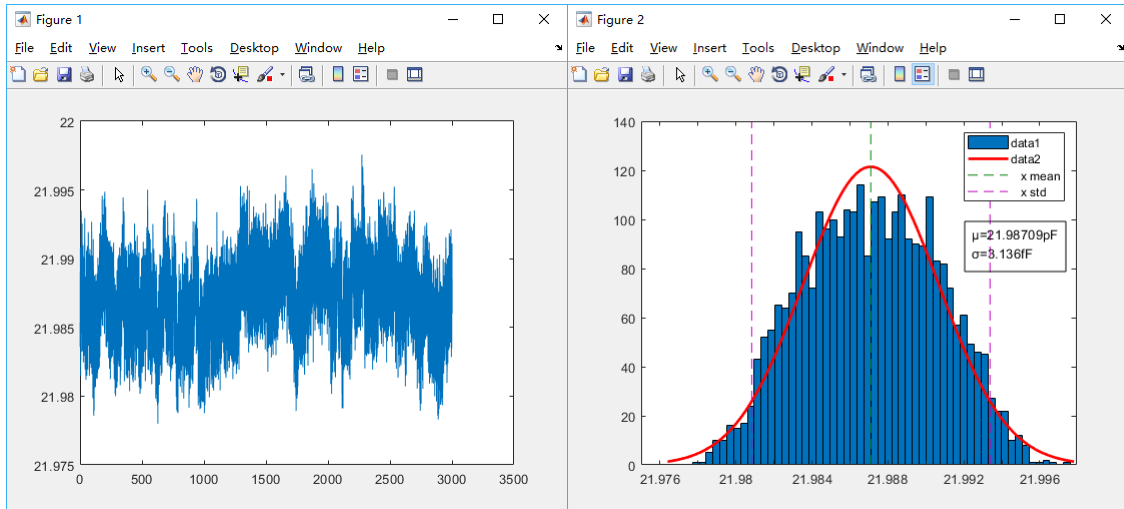 Figure 1
File Edit View Insert Tools Desktop Window Help
22
21.995
21.99
21.985
21.98
21.975
0 500 1000 1500 2000 2500 3000 3500
Figure 2
File Edit View Insert Tools Desktop Window Help
140
120
100
80
60
40
20
0
21.976 21.98 21.984 21.988 21.992 21.996
data1
data2
x mean
x std
μ=21.98709pF
σ=3.136fF